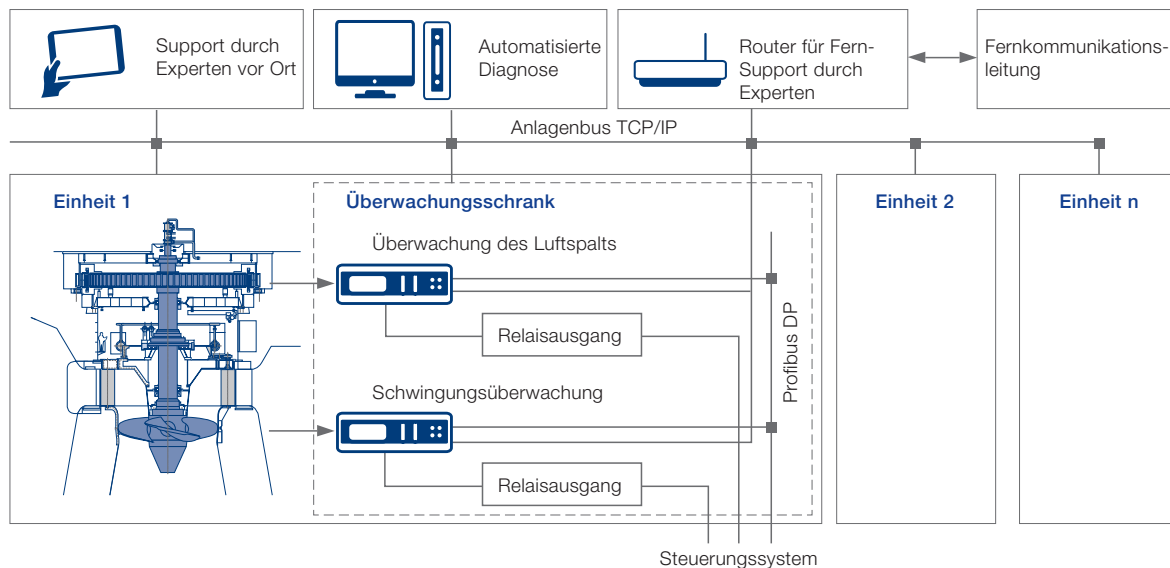 Support durch
Experten vor Ort
Automatisierte
Diagnose
Router für Fern-
Support durch
Experten
Fernkommunikations-
leitung
Anlagenbus TCP/IP
Einheit 1
Überwachungsschrank
Einheit 2
Einheit n
Überwachung des Luftspalts
Relaisausgang
Profibus DP
Schwingungsüberwachung
Relaisausgang
Steuerungssystem